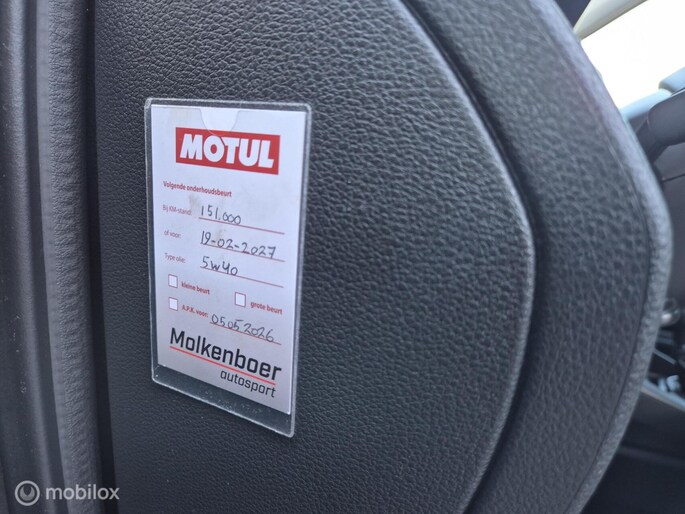 MOTUL
Volgende onderhoudsbeurt
Bij KM-stand: 151.000
of voor: 19-02-2027
Type olie: 5W40
kleine beurt
grote beurt
A.P.K. voor: 05.05.2026
Molkenboer
autosport
mobilox